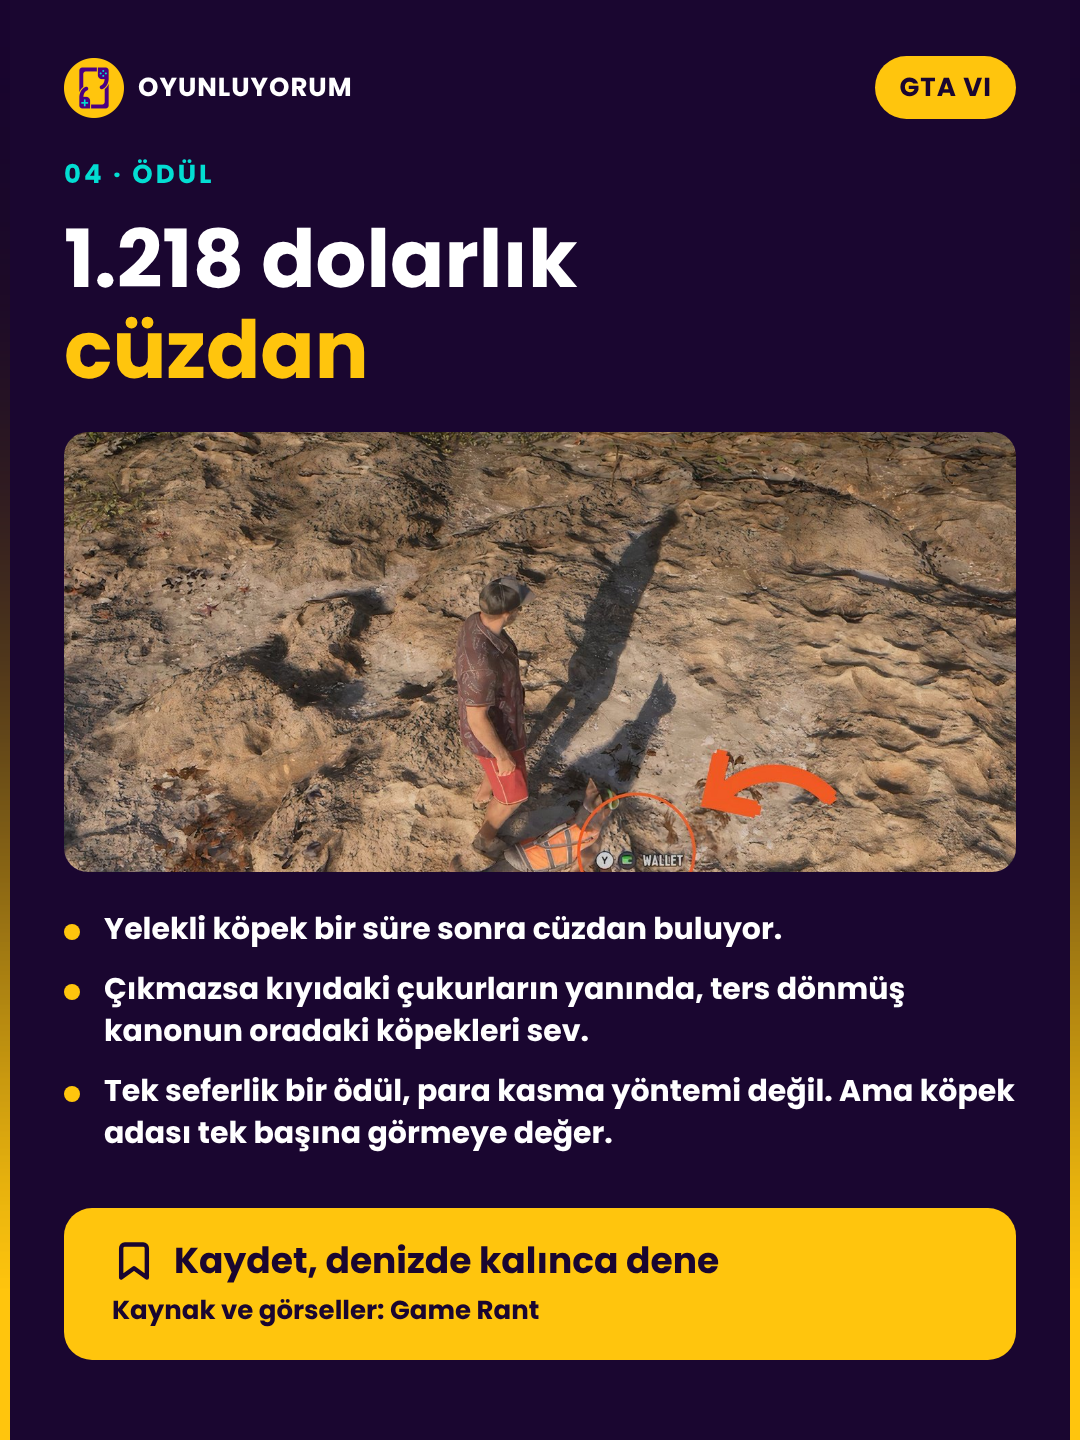 OYUNLUYORUM
GTA VI
04 · ÖDÜL
1.218 dolarlık
cüzdan
Y WALLET
Yelekli köpek bir süre sonra cüzdan buluyor.
Çıkmazsa kıyıdaki çukurların yanında, ters dönmüş
kanonun oradaki köpekleri sev.
Tek seferlik bir ödül, para kasma yöntemi değil. Ama köpek
adası tek başına görmeye değer.
Kaydet, denizde kalınca dene
Kaynak ve görseller: Game Rant